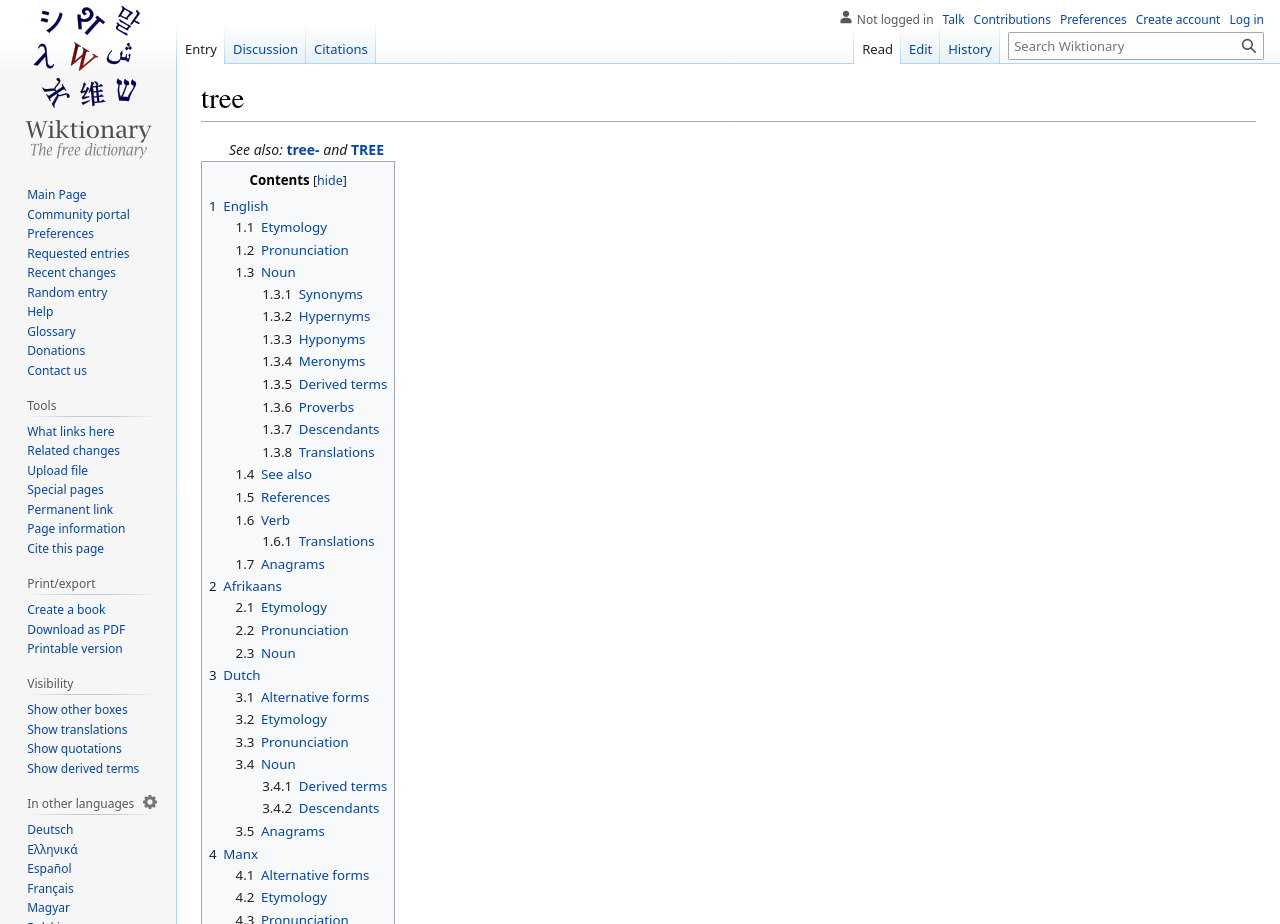 Not logged in Talk Contributions Preferences Create account Log in
Entry Discussion Citations Read Edit History Search Wiktionary
シ 말
λ W
维 ש
Wiktionary
The free dictionary
Main Page
Community portal
Preferences
Requested entries
Recent changes
Random entry
Help
Glossary
Donations
Contact us
Tools
What links here
Related changes
Upload file
Special pages
Permanent link
Page information
Cite this page
Print/export
Create a book
Download as PDF
Printable version
Visibility
Show other boxes
Show translations
Show quotations
Show derived terms
In other languages
Deutsch
Ελληνικά
Español
Français
Magyar
tree
See also: tree- and TREE
Contents [hide]
1 English
1.1 Etymology
1.2 Pronunciation
1.3 Noun
1.3.1 Synonyms
1.3.2 Hypernyms
1.3.3 Hyponyms
1.3.4 Meronyms
1.3.5 Derived terms
1.3.6 Proverbs
1.3.7 Descendants
1.3.8 Translations
1.4 See also
1.5 References
1.6 Verb
1.6.1 Translations
1.7 Anagrams
2 Afrikaans
2.1 Etymology
2.2 Pronunciation
2.3 Noun
3 Dutch
3.1 Alternative forms
3.2 Etymology
3.3 Pronunciation
3.4 Noun
3.4.1 Derived terms
3.4.2 Descendants
3.5 Anagrams
4 Manx
4.1 Alternative forms
4.2 Etymology
4.3 Pronunciation